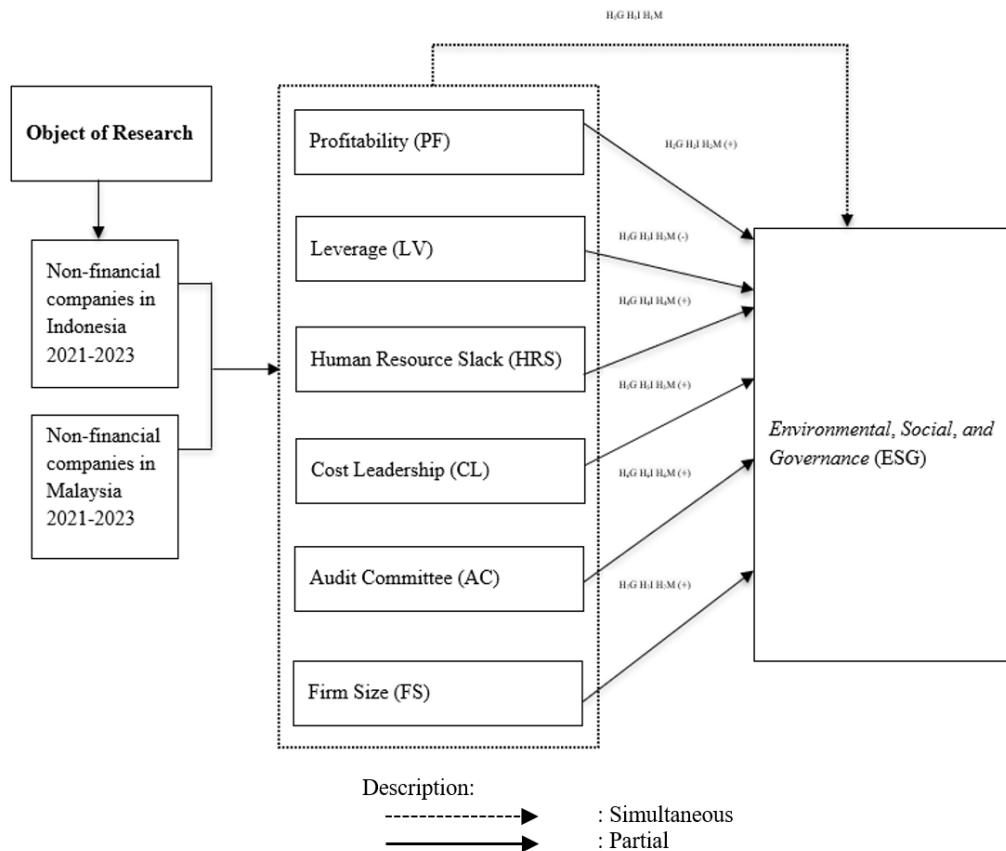 H₁G H₁I H₁M
Object of Research
Non-financial
companies in
Indonesia
2021-2023
Non-financial
companies in
Malaysia
2021-2023
Profitability (PF)
Leverage (LV)
Human Resource Slack (HRS)
Cost Leadership (CL)
Audit Committee (AC)
Firm Size (FS)
H₂G H₂I H₂M (+)
H₃G H₃I H₃M (-)
H₄G H₄I H₄M (+)
H₅G H₅I H₅M (+)
H₆G H₆I H₆M (+)
H₇G H₇I H₇M (+)
Environmental, Social, and
Governance (ESG)
Description:
: Simultaneous
: Partial